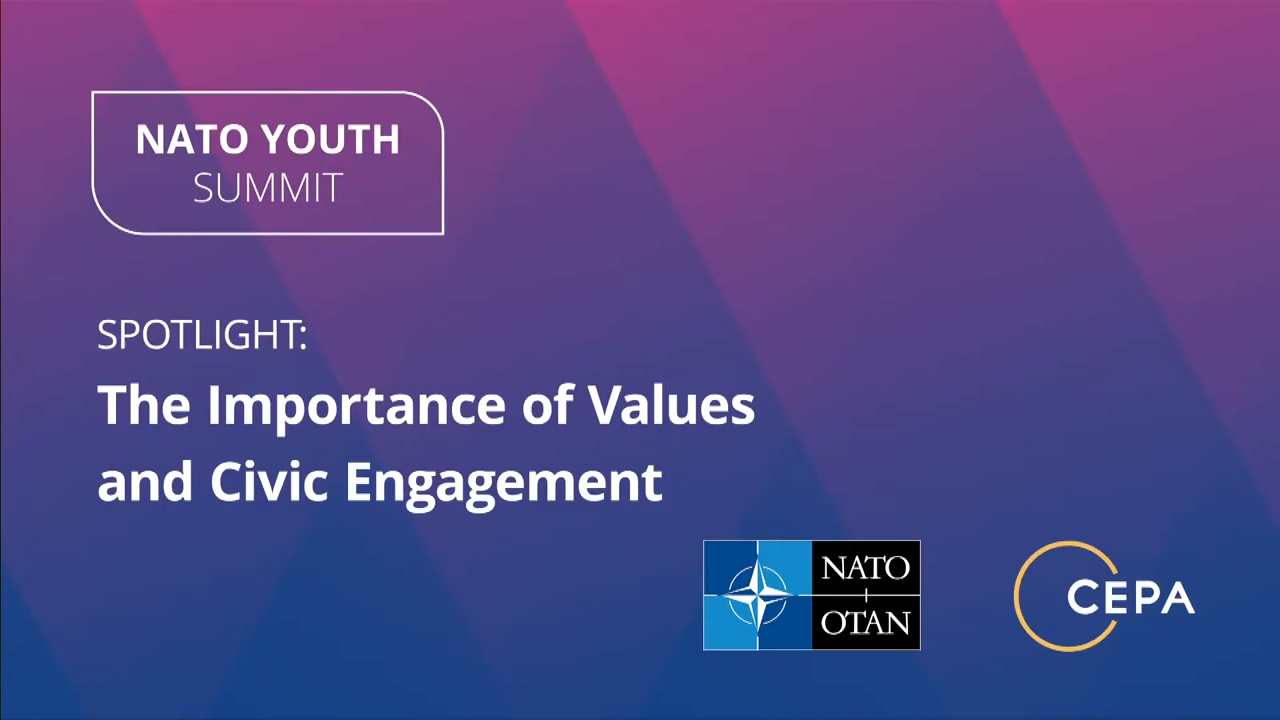 NATO YOUTH
SUMMIT
SPOTLIGHT:
The Importance of Values
and Civic Engagement
NATO
OTAN
CEPA